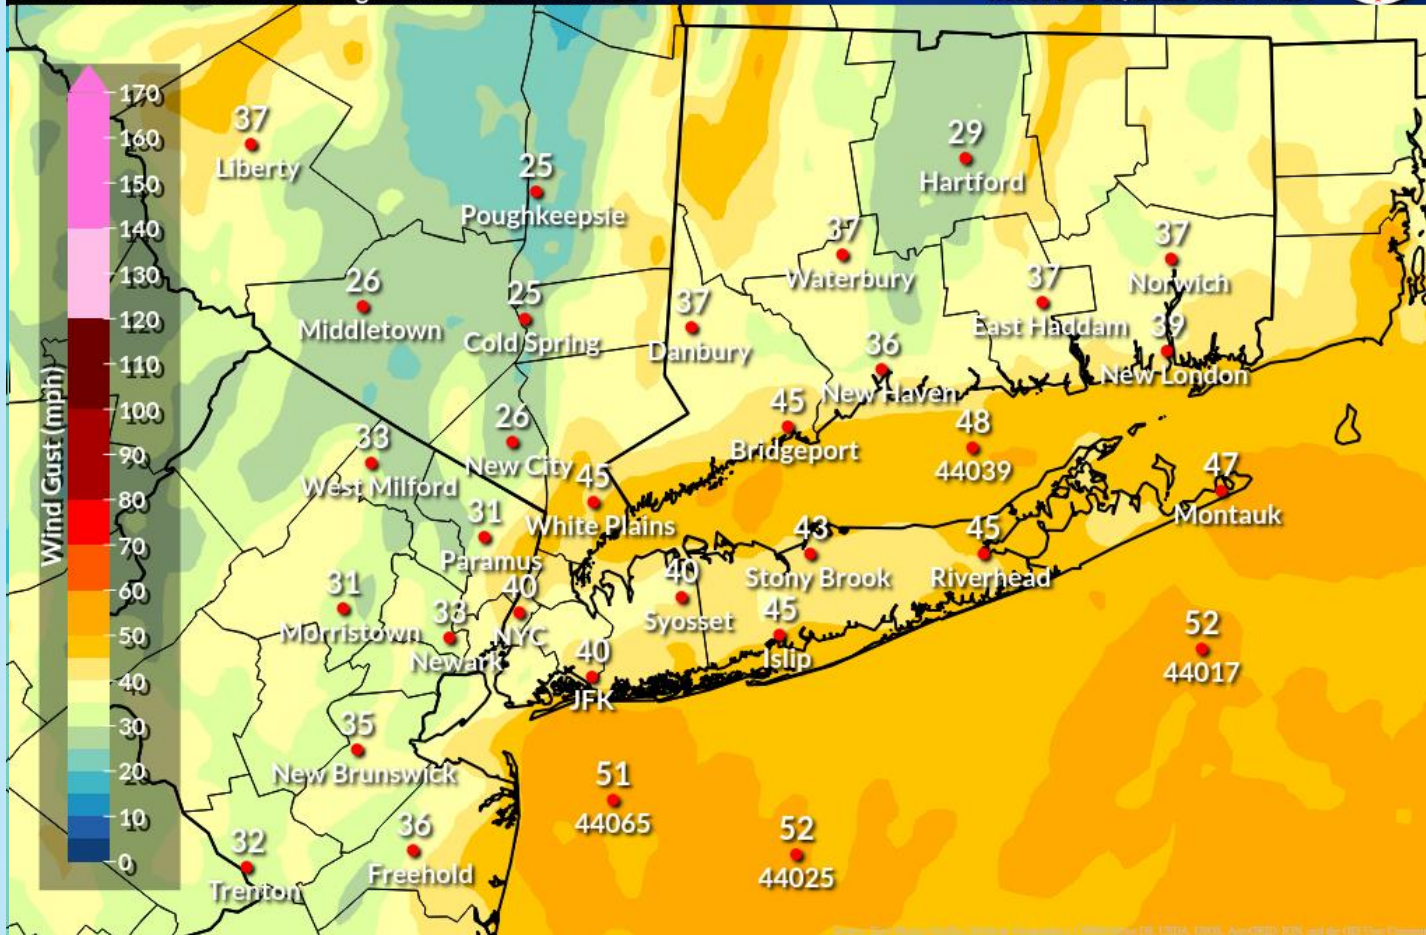 170
160
150
140
130
120
110
100
90
80
70
60
50
40
30
20
10
0
Wind Gust (mph)
37
Liberty
25
Poughkeepsie
29
Hartford
37
Waterbury
37
Norwich
26
Middletown
25
Cold Spring
37
Danbury
37
East Haddam
39
New London
36
New Haven
45
Bridgeport
48
44039
47
Montauk
33
West Milford
26
New City
45
White Plains
31
Paramus
43
Stony Brook
45
Riverhead
31
Morristown
33
Newark
40
NYC
40
Syosset
45
Islip
40
JFK
52
44017
35
New Brunswick
51
44065
52
44025
36
Freehold
32
Trenton